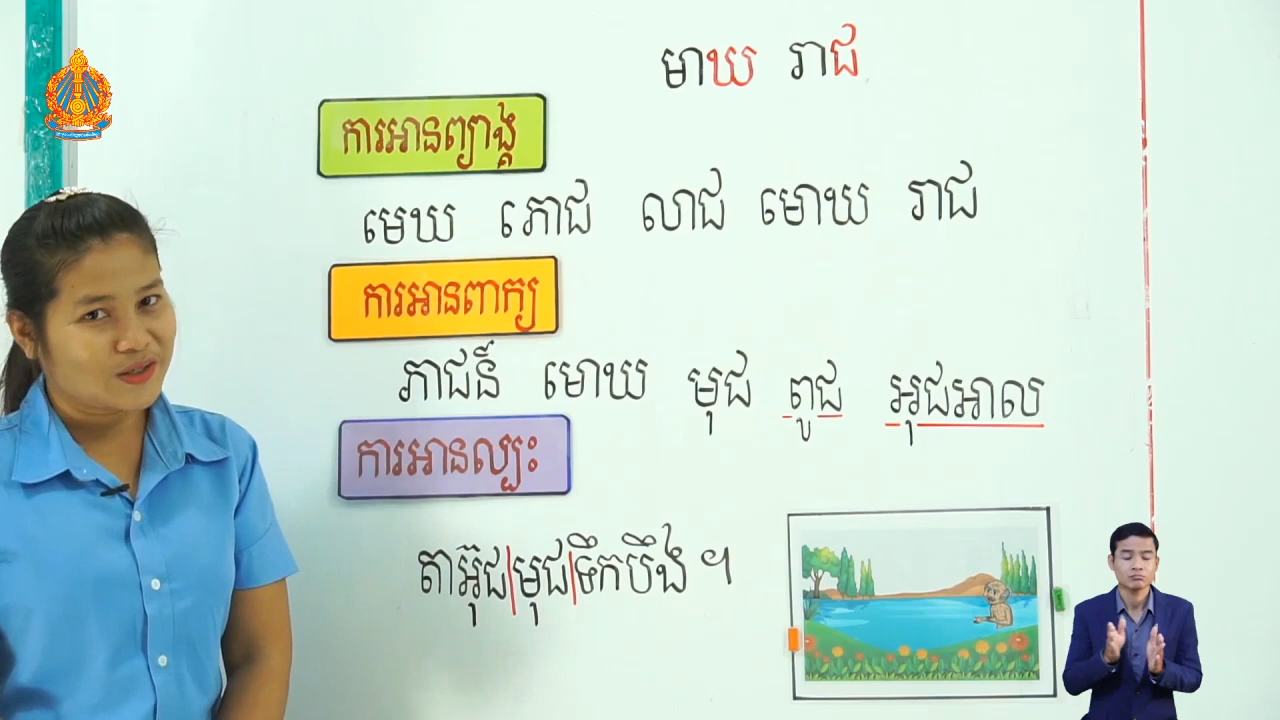 មាឃ រាជ
ការអានព្យាង្គ
មេឃ ភោជ លាជ មោឃ រាជ
ការអានពាក្យ
ភាជន៍ មោឃ មុជ ពូជ អុជអាល
ការអានល្បះ
តាអ៊ុជ|មុជ|ទឹកបឹង ។